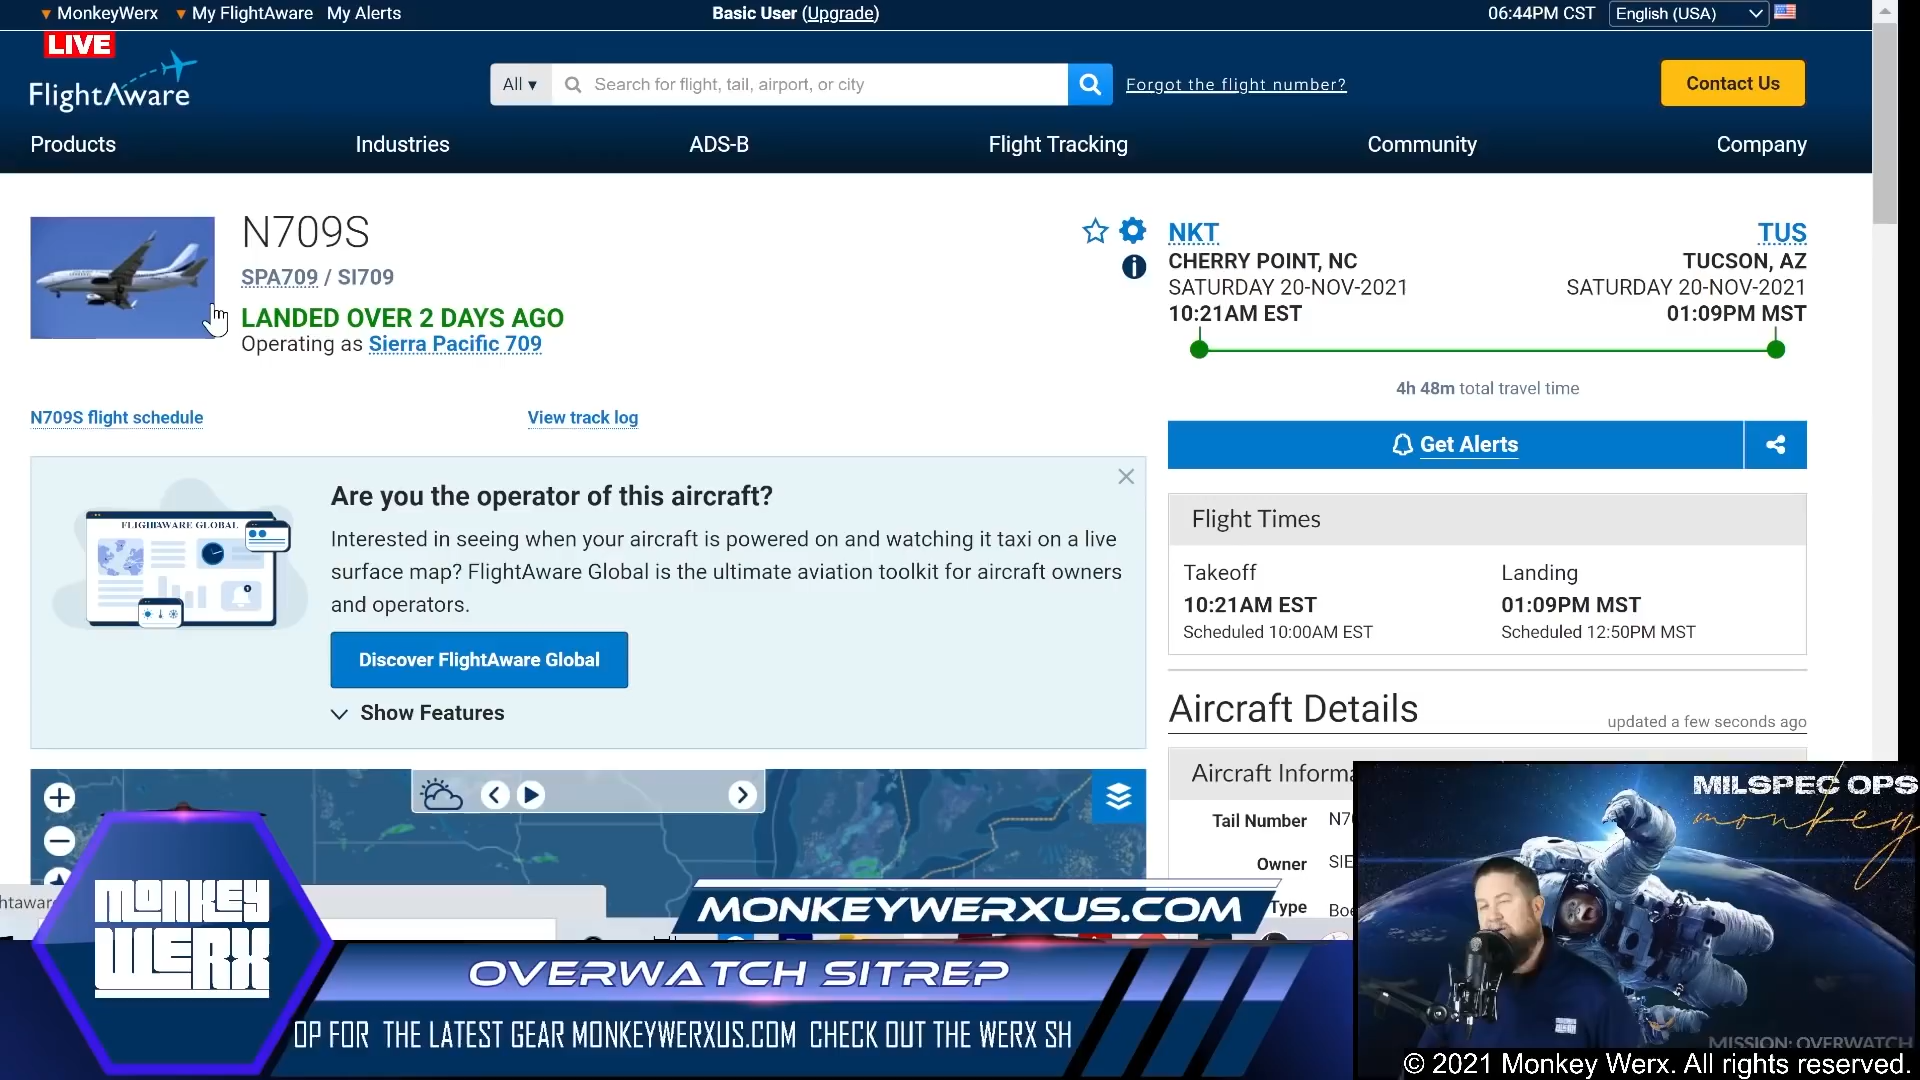 MonkeyWerx My FlightAware My Alerts
Basic User (Upgrade)
06:44PM CST English (USA)
LIVE
FlightAware
All
Search for flight, tail, airport, or city
Forgot the flight number?
Contact Us
Products Industries ADS-B Flight Tracking Community Company
N709S
SPA709 / SI709
LANDED OVER 2 DAYS AGO
Operating as Sierra Pacific 709
N709S flight schedule
View track log
NKT TUS
CHERRY POINT, NC TUCSON, AZ
SATURDAY 20-NOV-2021 SATURDAY 20-NOV-2021
10:21AM EST 01:09PM MST
4h 48m total travel time
Get Alerts
FLIGHTAWARE GLOBAL
Are you the operator of this aircraft?
Interested in seeing when your aircraft is powered on and watching it taxi on a live
surface map? FlightAware Global is the ultimate aviation toolkit for aircraft owners
and operators.
Discover FlightAware Global
Show Features
Flight Times
Takeoff Landing
10:21AM EST 01:09PM MST
Scheduled 10:00AM EST Scheduled 12:50PM MST
Aircraft Details
updated a few seconds ago
Aircraft Informa
Tail Number N70
Owner SIE
Type Boe
htaware
MONKEY
WERX
MONKEYWERXUS.COM
OVERWATCH SITREP
OP FOR THE LATEST GEAR MONKEYWERXUS.COM CHECK OUT THE WERX SH
MILSPEC OPS
monkey
MISSION: OVERWATCH
© 2021 Monkey Werx. All rights reserved.